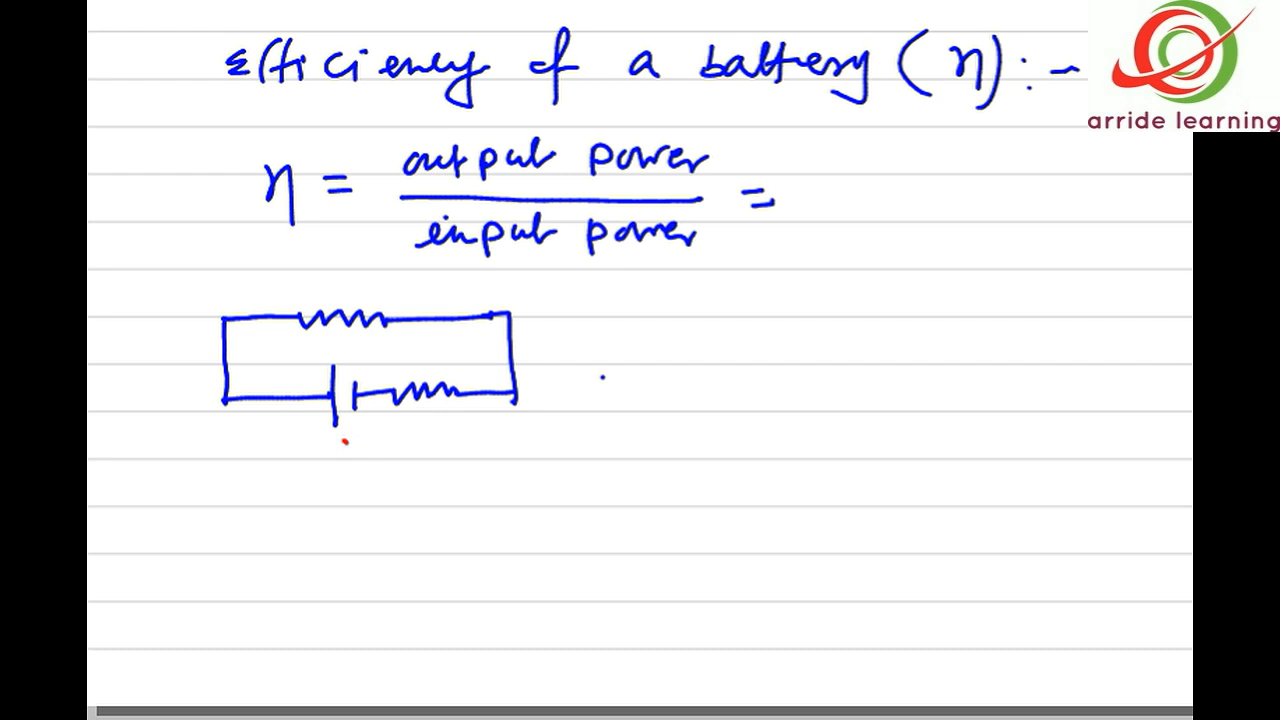 Efficiency of a battery (η) : –
arride learning
η = output power / input power =